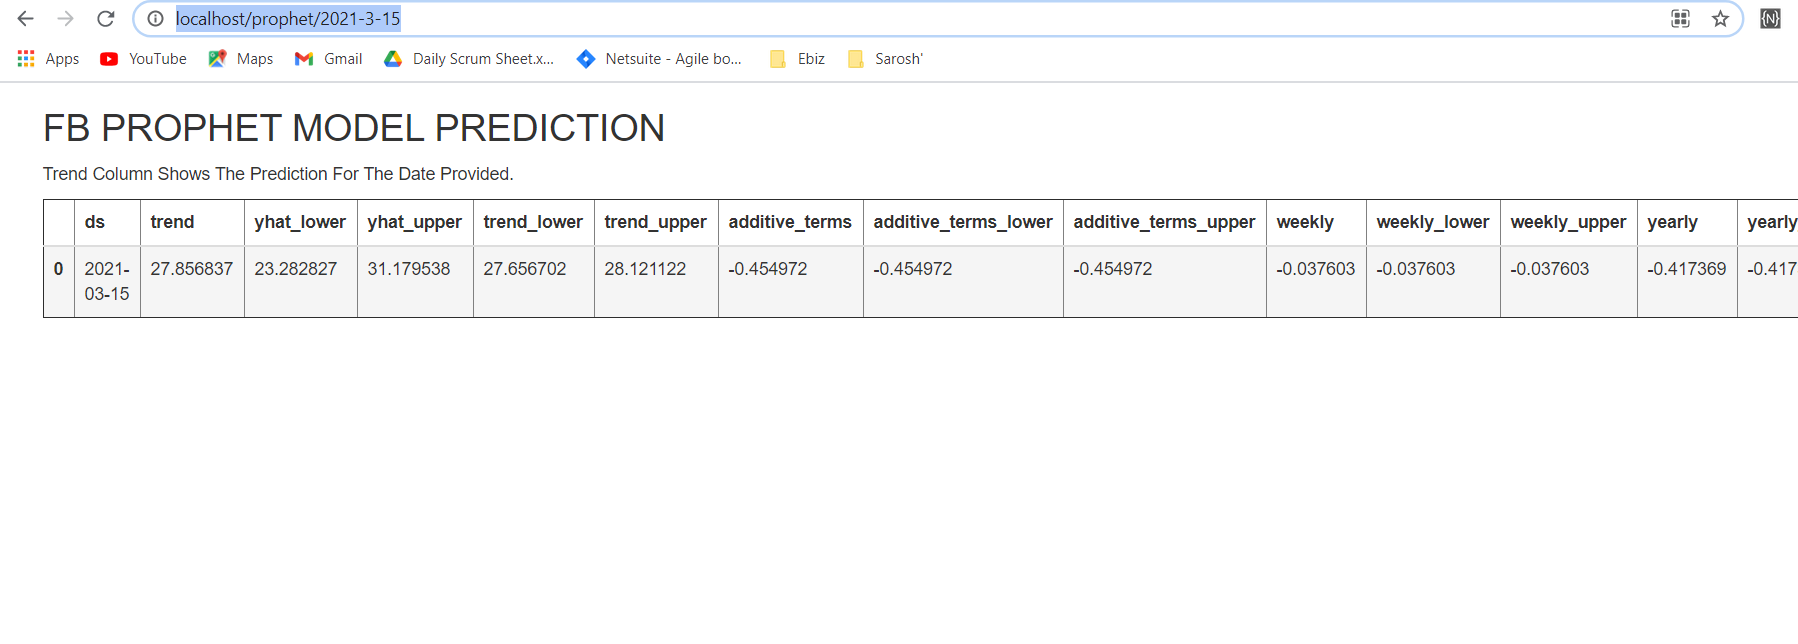 localhost/prophet/2021-3-15
Apps YouTube Maps Gmail Daily Scrum Sheet.x... Netsuite - Agile bo... Ebiz Sarosh'
FB PROPHET MODEL PREDICTION
Trend Column Shows The Prediction For The Date Provided.
ds trend yhat_lower yhat_upper trend_lower trend_upper additive_terms additive_terms_lower additive_terms_upper weekly weekly_lower weekly_upper yearly yearly
0 2021- 27.856837 23.282827 31.179538 27.656702 28.121122 -0.454972 -0.454972 -0.454972 -0.037603 -0.037603 -0.037603 -0.417369 -0.417
03-15